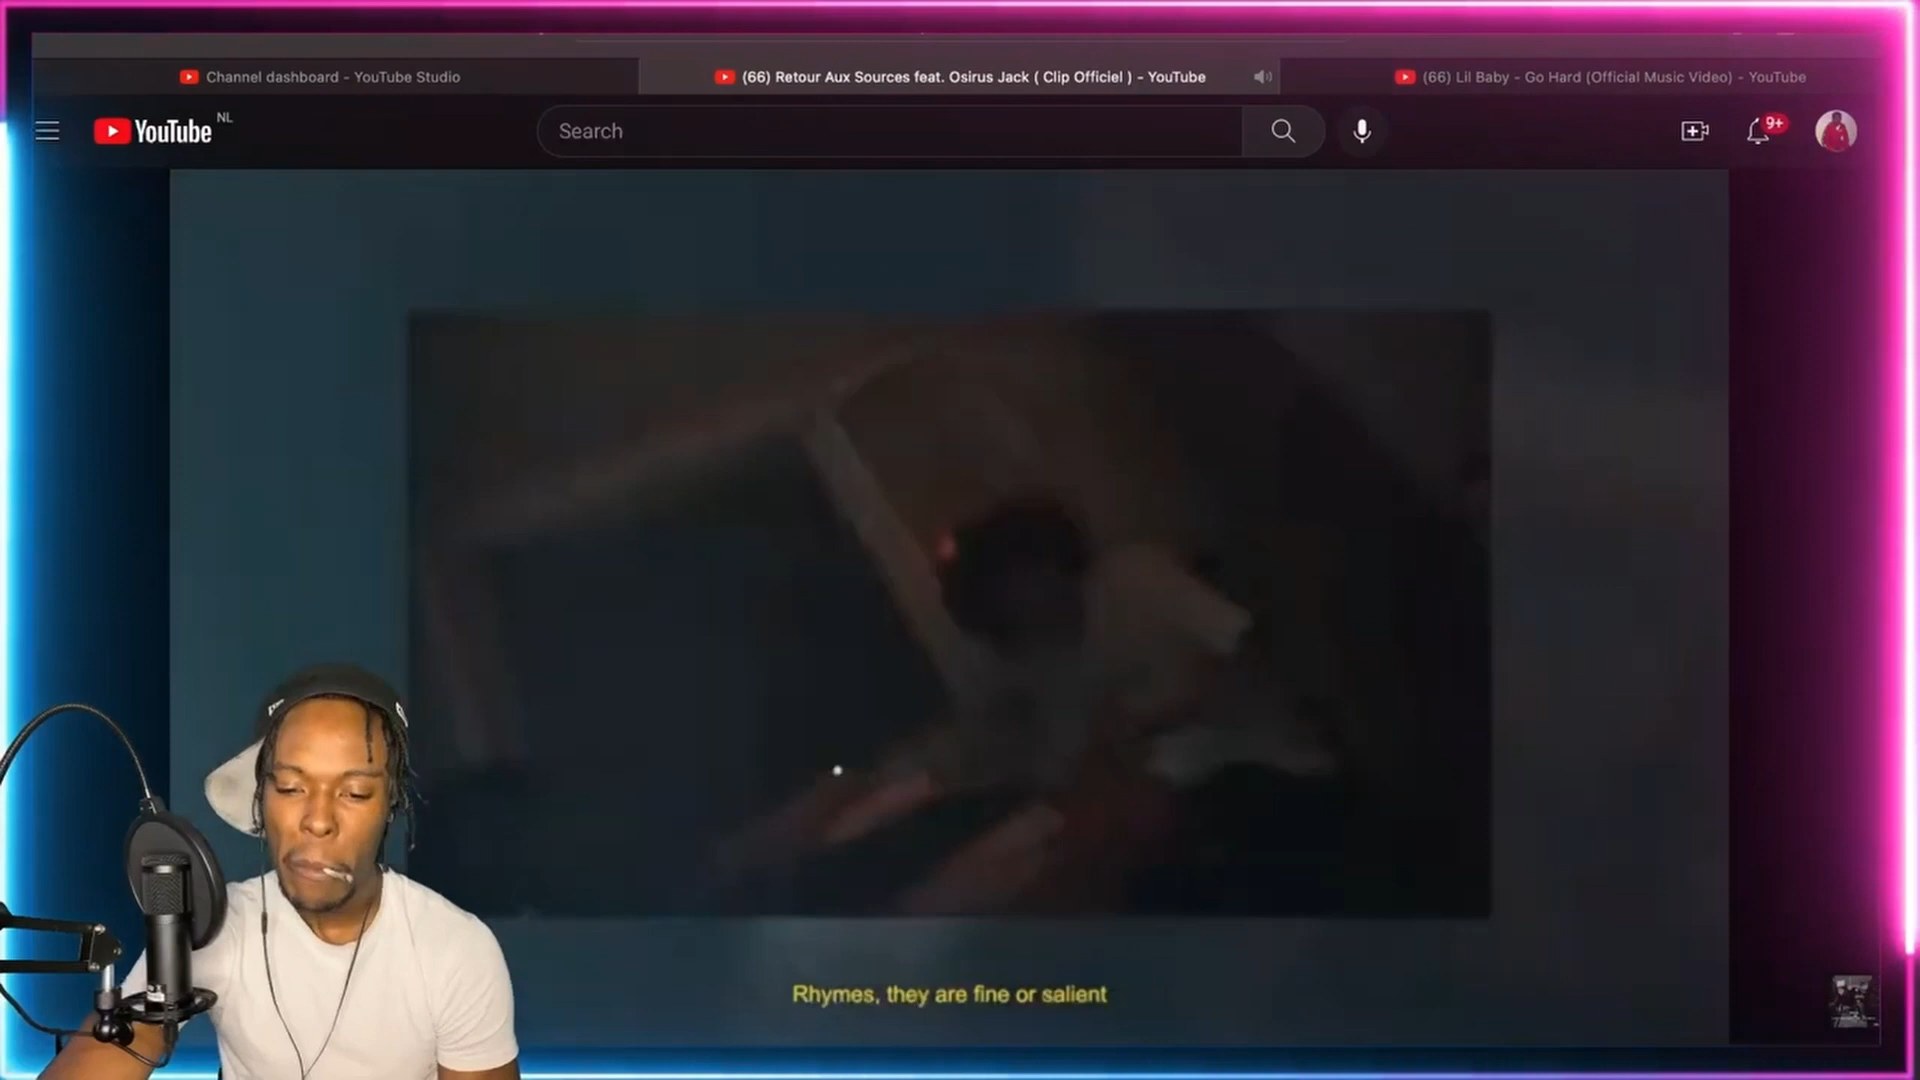 Channel dashboard - YouTube Studio
(66) Retour Aux Sources feat. Osirus Jack ( Clip Officiel ) - YouTube
(66) Lil Baby - Go Hard (Official Music Video) - YouTube
YouTube NL
Search
9+
Rhymes, they are fine or salient